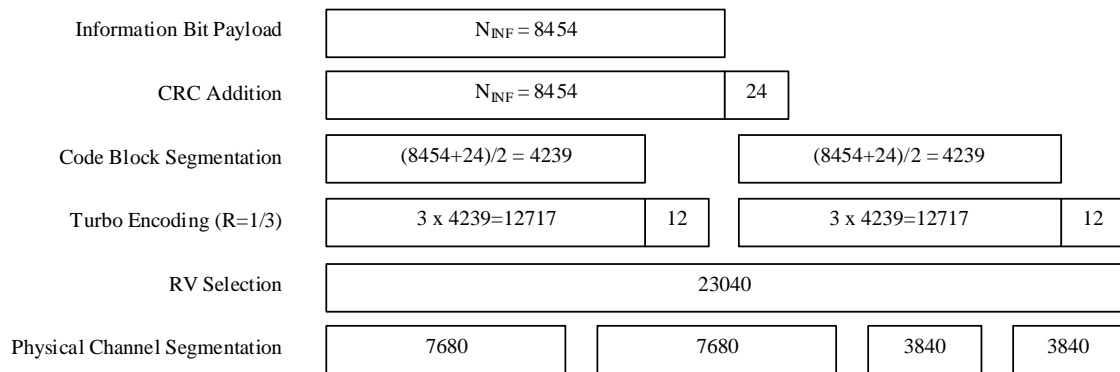 Information Bit Payload N_INF = 8454
CRC Addition N_INF = 8454 24
Code Block Segmentation (8454+24)/2 = 4239 (8454+24)/2 = 4239
Turbo Encoding (R=1/3) 3 x 4239=12717 12 3 x 4239=12717 12
RV Selection 23040
Physical Channel Segmentation 7680 7680 3840 3840